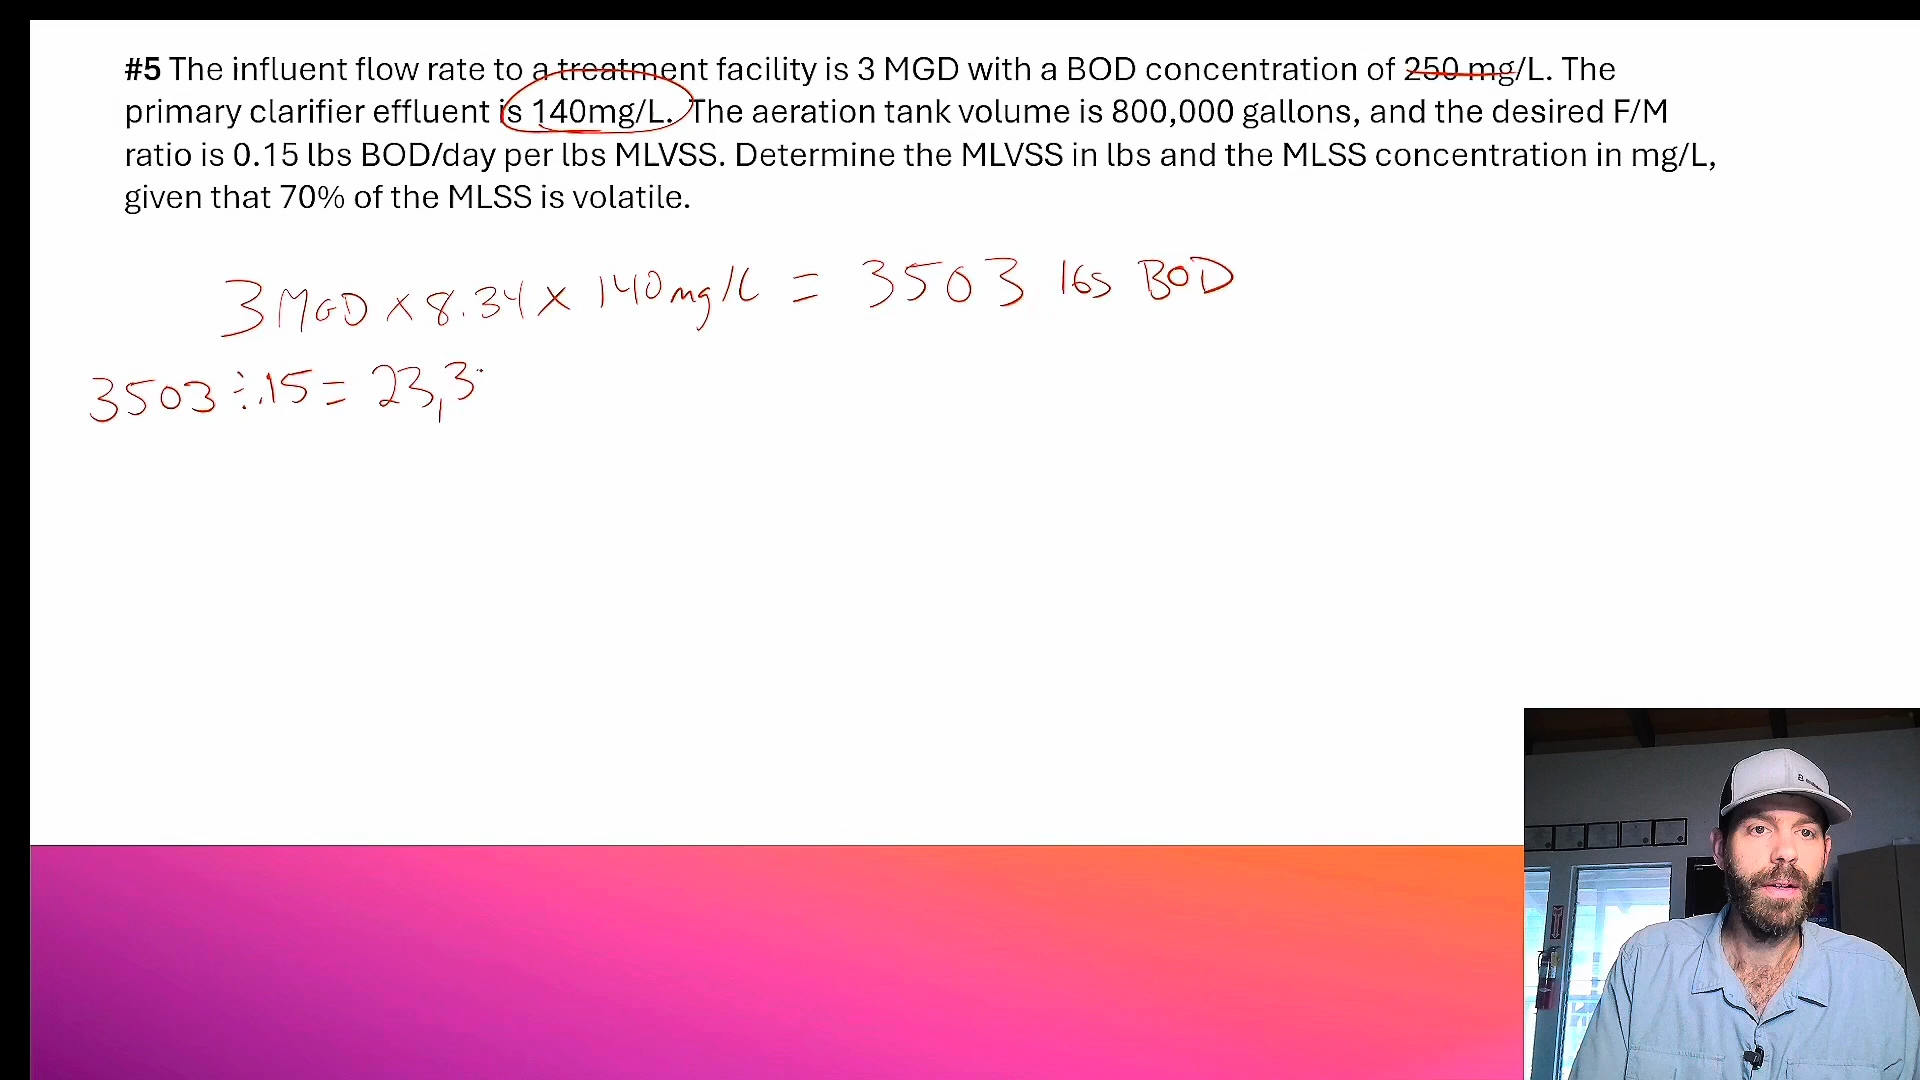 #5 The influent flow rate to a treatment facility is 3 MGD with a BOD concentration of 250 mg/L. The
primary clarifier effluent is 140mg/L. The aeration tank volume is 800,000 gallons, and the desired F/M
ratio is 0.15 lbs BOD/day per lbs MLVSS. Determine the MLVSS in lbs and the MLSS concentration in mg/L,
given that 70% of the MLSS is volatile.
3 MGD × 8.34 × 140 mg/L = 3503 lbs BOD
3503 ÷ .15 = 23,3